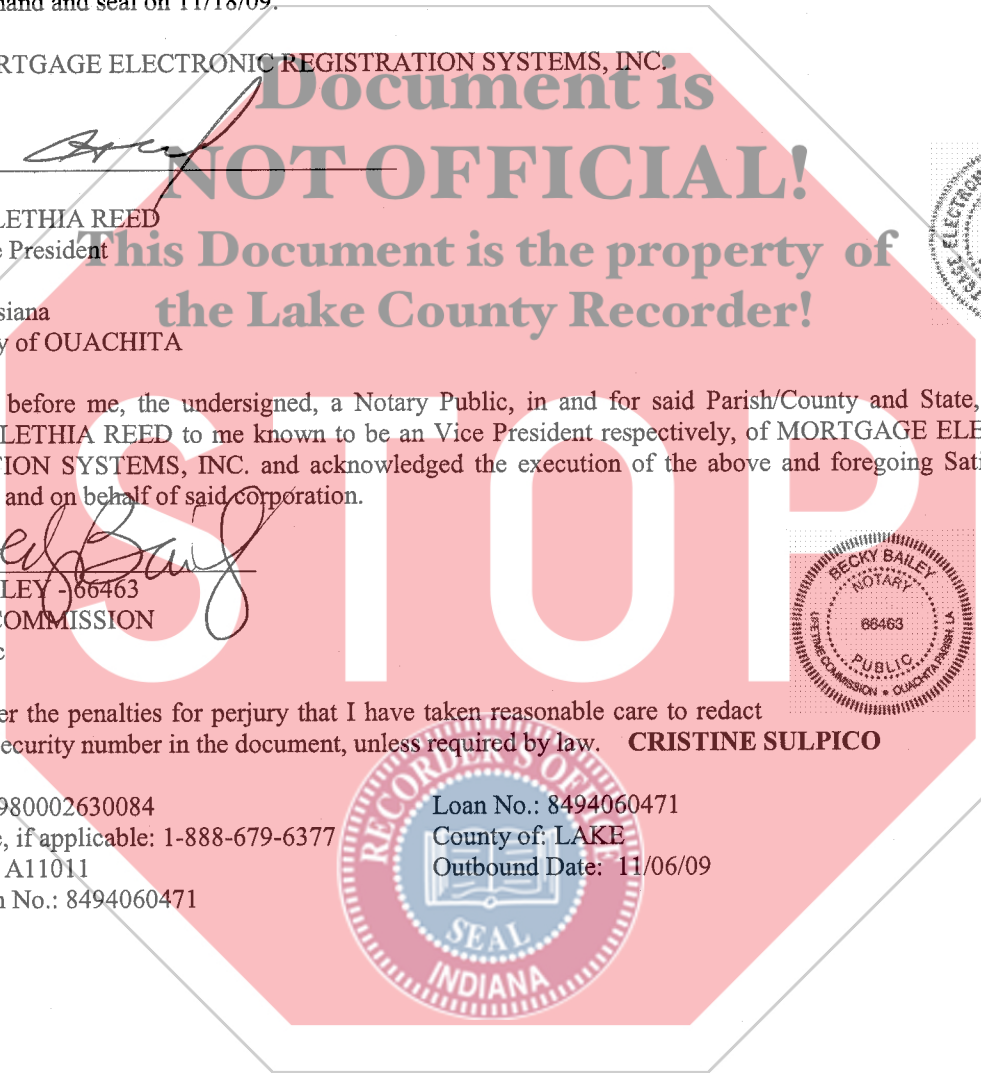 hand and seal on 11/18/09.
RTGAGE ELECTRONIC REGISTRATION SYSTEMS, INC.
Document is
NOT OFFICIAL!
LETHIA REED
e President
This Document is the property of
the Lake County Recorder!
siana
y of OUACHITA
before me, the undersigned, a Notary Public, in and for said Parish/County and State,
LETHIA REED to me known to be an Vice President respectively, of MORTGAGE ELE
TION SYSTEMS, INC. and acknowledged the execution of the above and foregoing Sati
and on behalf of said corporation.
STOP
LEY - 66463
COMMISSION
c
BECKY BAILEY
NOTARY
66463
PUBLIC
LIFETIME COMMISSION • OUACHITA PARISH, LA
er the penalties for perjury that I have taken reasonable care to redact
ecurity number in the document, unless required by law. CRISTINE SULPICO
980002630084
e, if applicable: 1-888-679-6377
A11011
n No.: 8494060471
Loan No.: 8494060471
County of: LAKE
Outbound Date: 11/06/09
RECORDER'S OFFICE
SEAL
INDIANA